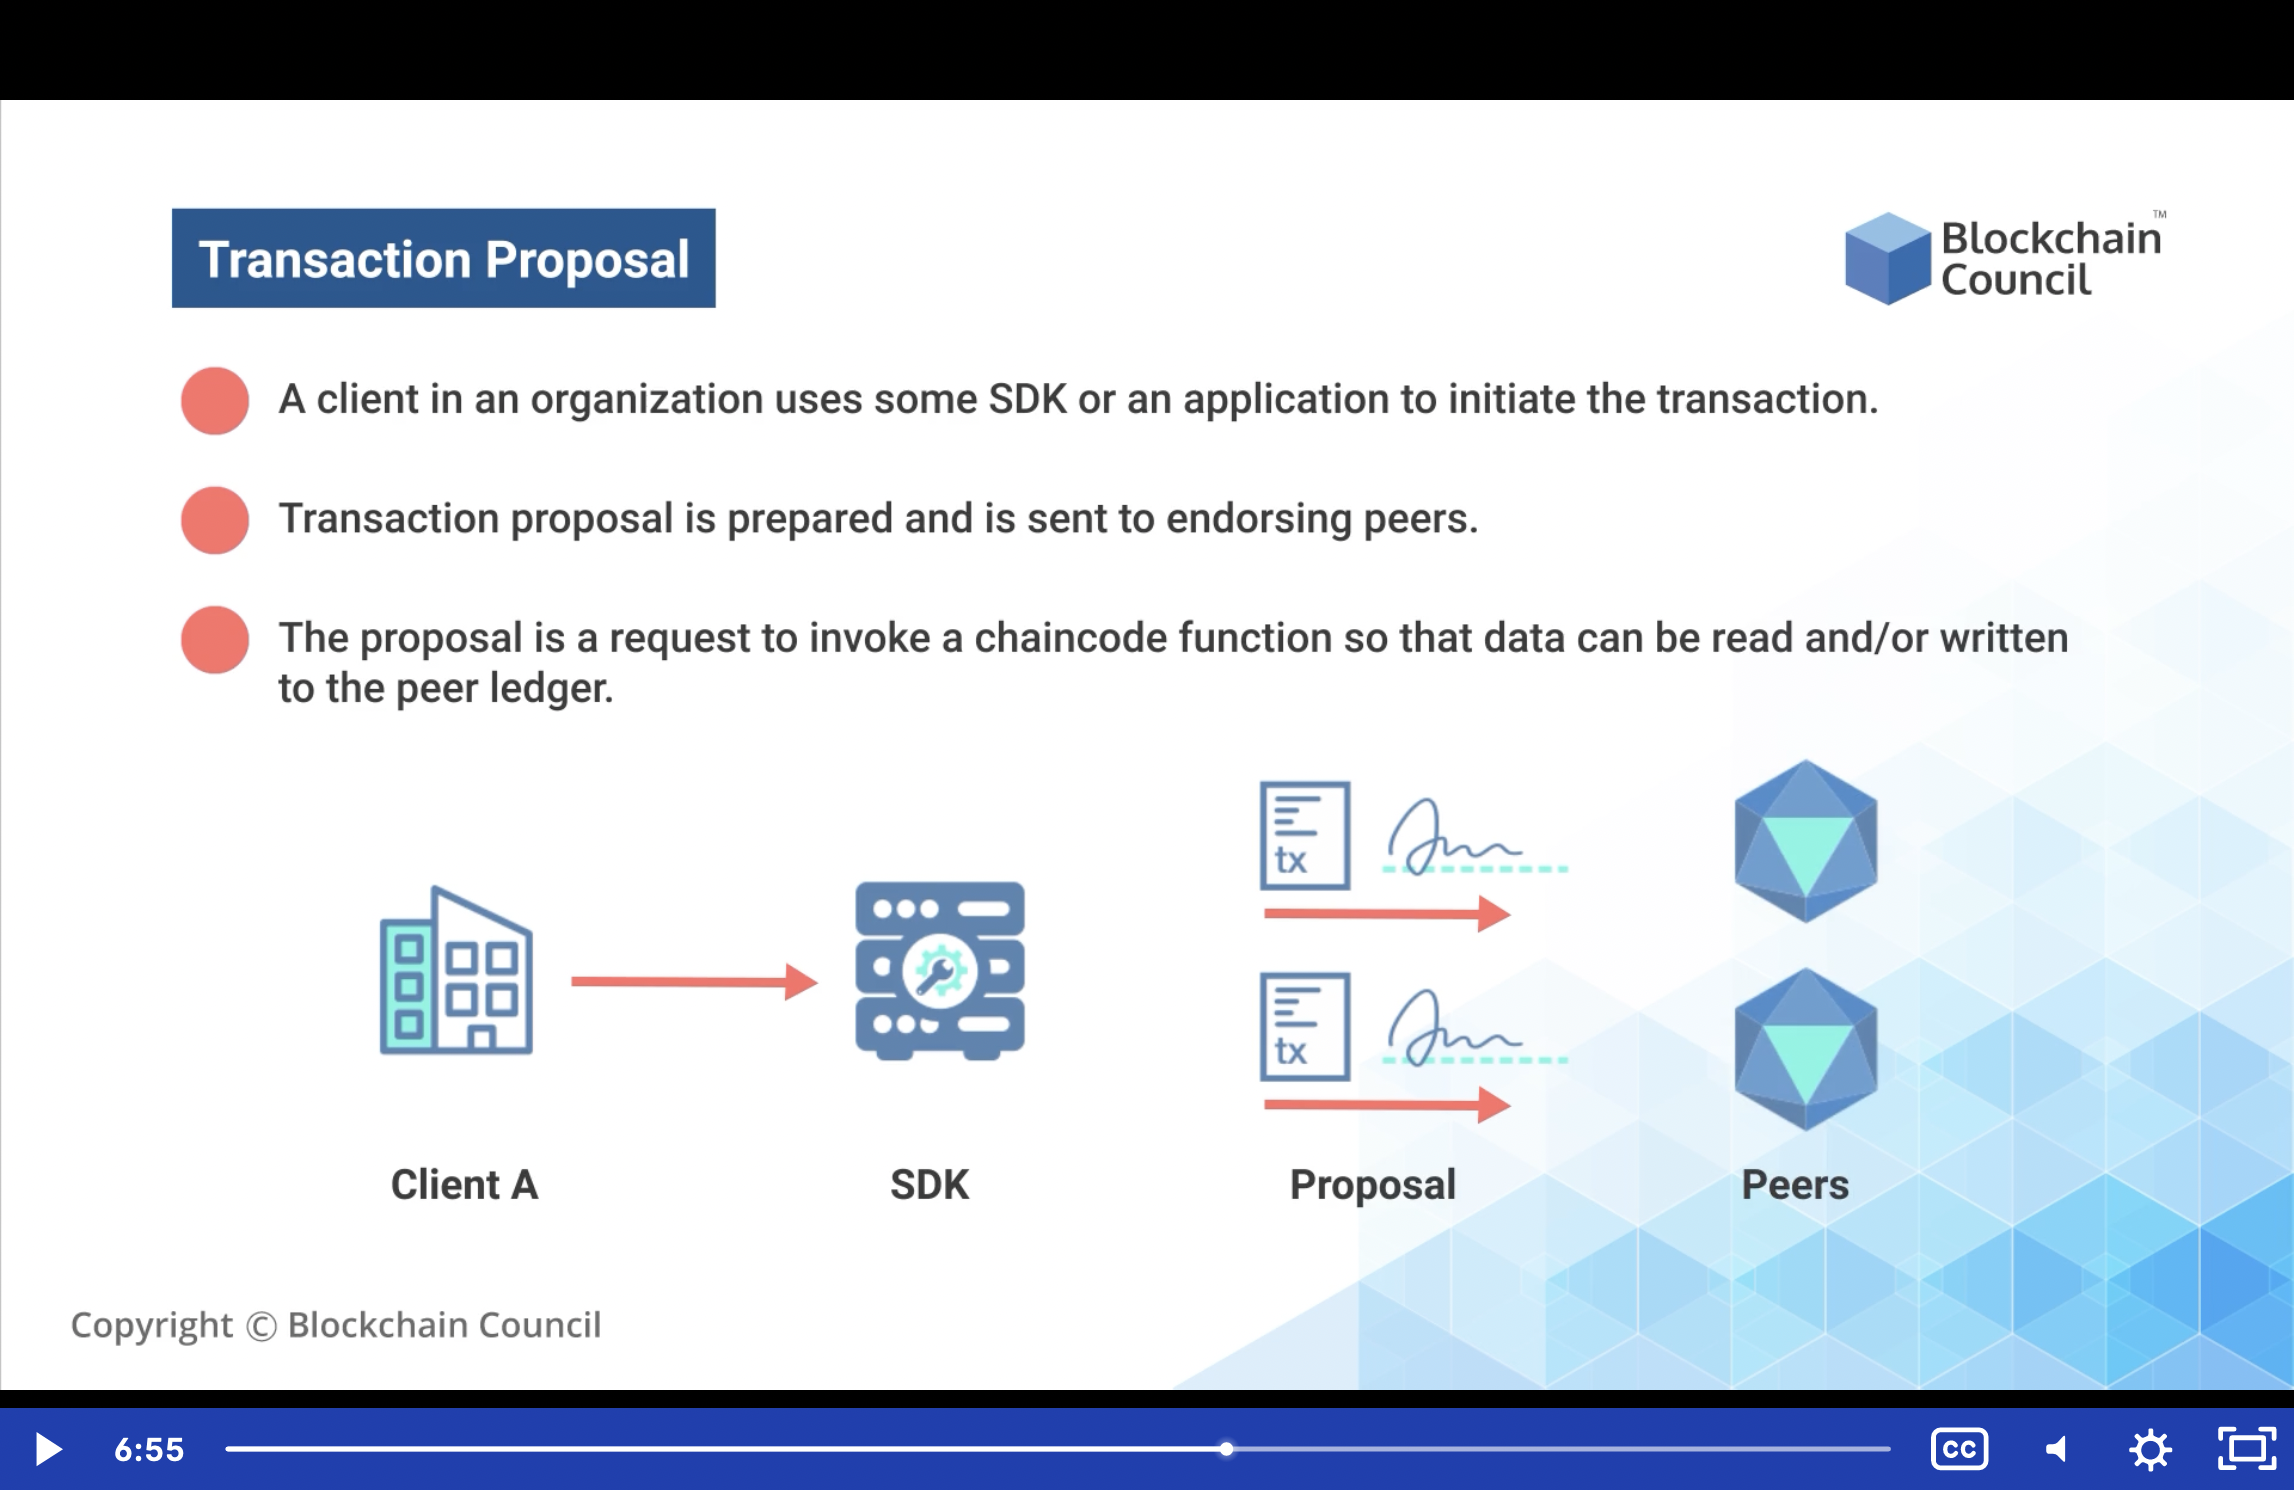 Transaction Proposal
Blockchain
Council
TM
A client in an organization uses some SDK or an application to initiate the transaction.
Transaction proposal is prepared and is sent to endorsing peers.
The proposal is a request to invoke a chaincode function so that data can be read and/or written
to the peer ledger.
tx
tx
Client A
SDK
Proposal
Peers
Copyright © Blockchain Council
6:55
CC